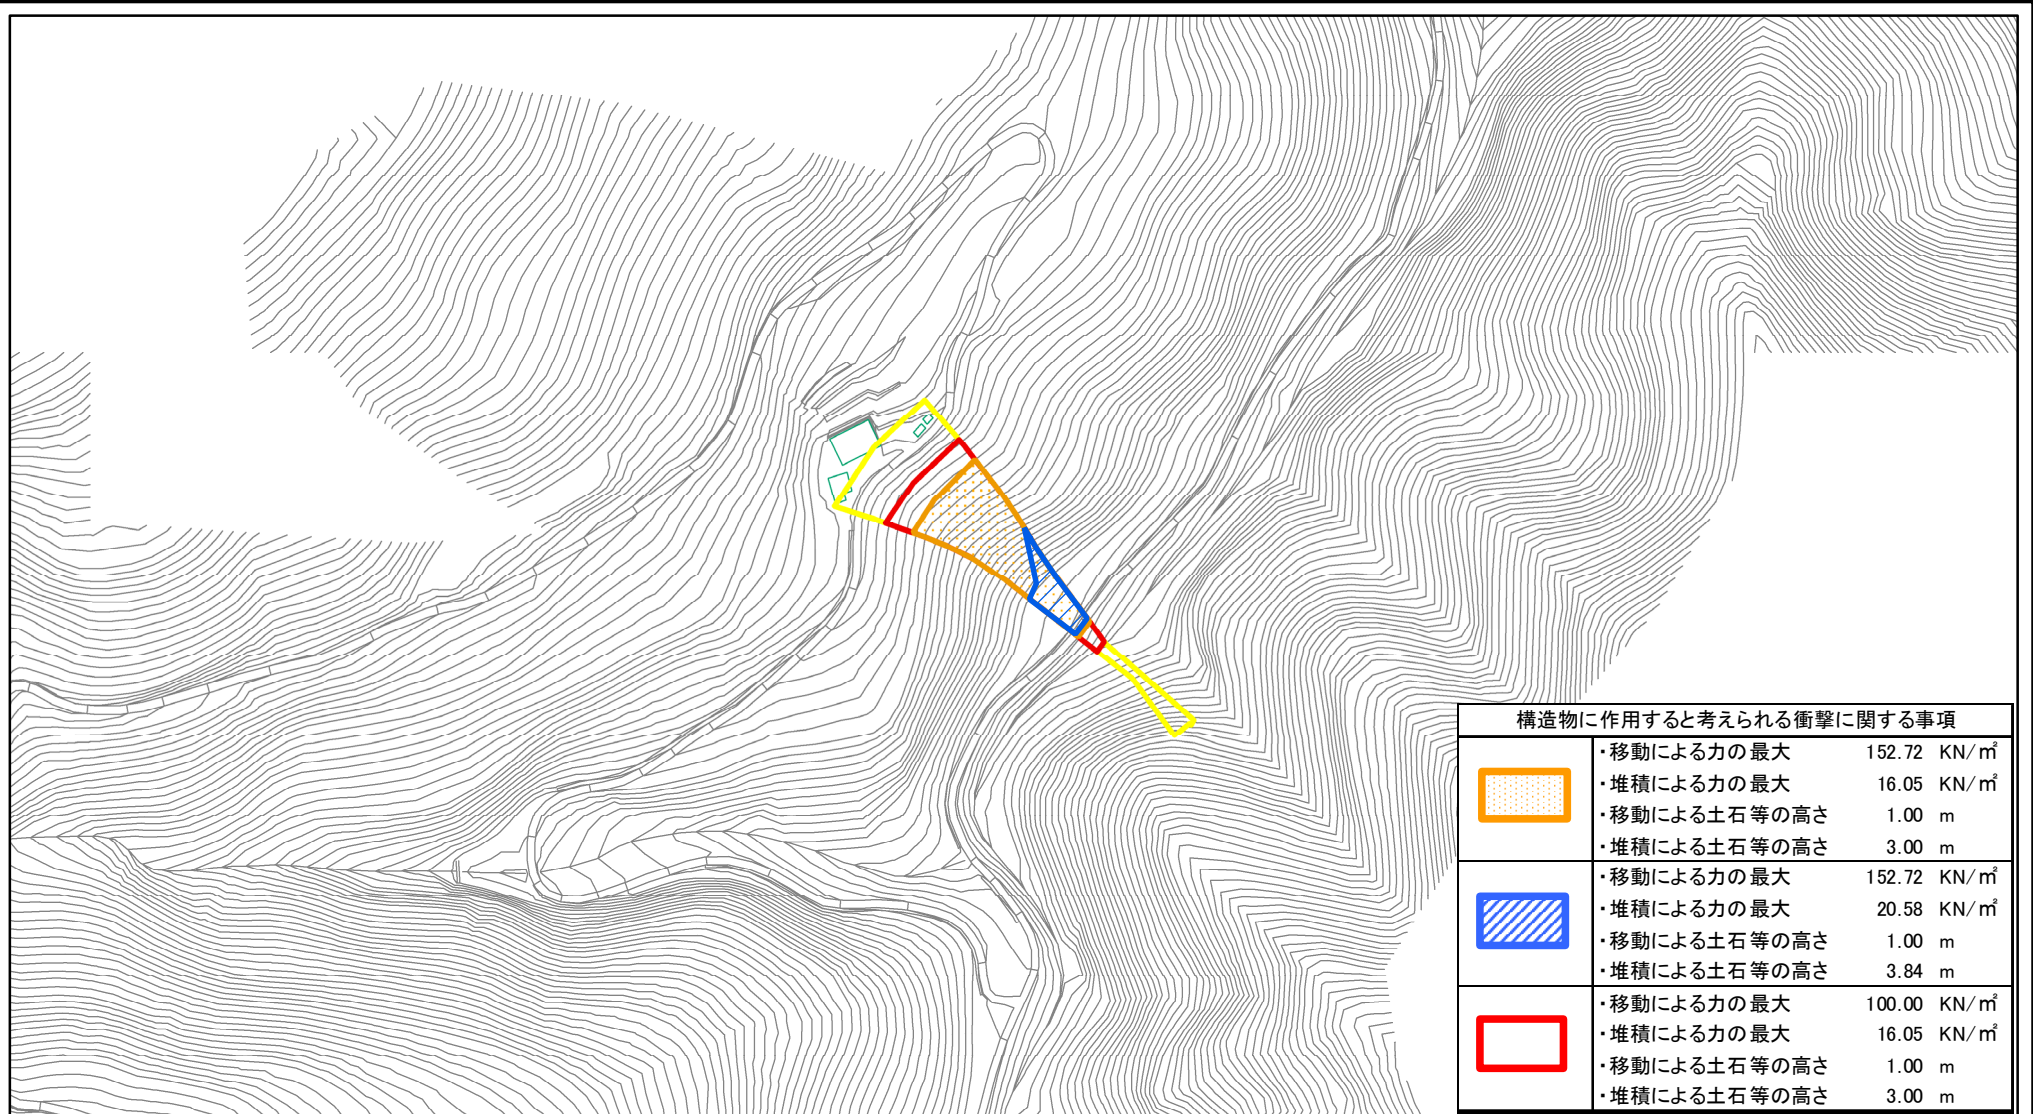 構造物に作用すると考えられる衝撃に関する事項
・移動による力の最大 152.72 KN/㎡
・堆積による力の最大 16.05 KN/㎡
・移動による土石等の高さ 1.00 m
・堆積による土石等の高さ 3.00 m
・移動による力の最大 152.72 KN/㎡
・堆積による力の最大 20.58 KN/㎡
・移動による土石等の高さ 1.00 m
・堆積による土石等の高さ 3.84 m
・移動による力の最大 100.00 KN/㎡
・堆積による力の最大 16.05 KN/㎡
・移動による土石等の高さ 1.00 m
・堆積による土石等の高さ 3.00 m